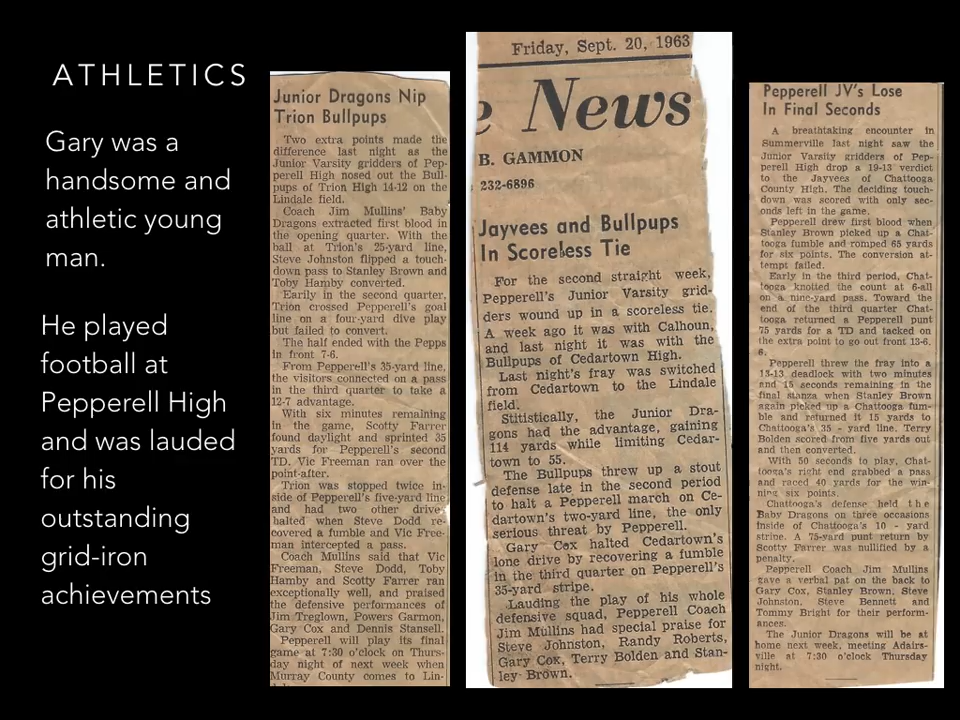 ATHLETICS
Gary was a
handsome and
athletic young
man.
He played
football at
Pepperell High
and was lauded
for his
outstanding
grid-iron
achievements
Junior Dragons Nip
Trion Bullpups
Two extra points made the
difference last night as the
Junior Varsity gridders of Pep-
perell High nosed out the Bull-
pups of Trion High 14-12 on the
Lindale field.
Coach Jim Mullins' Baby
Dragons extracted first blood in
the opening quarter. With the
ball at Trion's 25-yard line,
Steve Johnston flipped a touch-
down pass to Stanley Brown and
Toby Hamby converted.
Earily in the second quarter,
Trion crossed Pepperell's goal
line on a four-yard dive play
but failed to convert.
The half ended with the Pepps
in front 7-6.
From Pepperell's 35-yard line,
the visitors connected on a pass
in the third quarter to take a
12-7 advantage.
With six minutes remaining
in the game, Scotty Farrer
found daylight and sprinted 35
yards for Pepperell's second
TD. Vic Freeman ran over the
point-after.
Trion was stopped twice in-
side of Pepperell's five-yard line
and had two other drives
halted when Steve Dodd re-
covered a fumble and Vic Free-
man intercepted a pass.
Coach Mullins said that Vic
Freeman, Steve Dodd, Toby
Hamby and Scotty Farrer ran
exceptionally well, and praised
the defensive performances of
Jim Treglown, Powers Garmon,
Gary Cox and Dennis Stansell.
Pepperell will play its final
game at 7:30 o'clock on Thurs-
day night of next week when
Murray County comes to Lin-
Friday, Sept. 20, 1963
e News
B. GAMMON
232-6896
Jayvees and Bullpups
In Scoreless Tie
For the second straight week,
Pepperell's Junior Varsity grid-
ders wound up in a scoreless tie.
A week ago it was with Calhoun,
and last night it was with the
Bullpups of Cedartown High.
Last night's fray was switched
from Cedartown to the Lindale
field.
Stitistically, the Junior Dra-
gons had the advantage, gaining
114 yards while limiting Cedar-
town to 55.
The Bullpups threw up a stout
defense late in the second period
to halt a Pepperell march on Ce-
dartown's two-yard line, the only
serious threat by Pepperell.
Gary Cox halted Cedartown's
lone drive by recovering a fumble
in the third quarter on Pepperell's
35-yard stripe.
Lauding the play of his whole
defensive squad, Pepperell Coach
Jim Mullins had special praise for
Steve Johnston, Randy Roberts,
Gary Cox, Terry Bolden and Stan-
ley Brown.
Pepperell JV's Lose
In Final Seconds
A breathtaking encounter in
Summerville last night saw the
Junior Varsity gridders of Pep-
perell High drop a 19-13 verdict
to the Jayvees of Chattooga
County High. The deciding touch-
down was scored with only sec-
onds left in the game.
Pepperell drew first blood when
Stanley Brown picked up a Chat-
tooga fumble and romped 65 yards
for six points. The conversion at-
tempt failed.
Early in the third period, Chat-
tooga knotted the count at 6-all
on a nine-yard pass. Toward the
end of the third quarter Chat-
tooga returned a Pepperell punt
75 yards for a TD and tacked on
the extra point to go out front 13-6.
6.
Pepperell threw the fray into a
13-13 deadlock with two minutes
and 15 seconds remaining in the
final stanza when Stanley Brown
again picked up a Chattooga fum-
ble and returned it 15 yards to
Chattooga's 35 - yard line. Terry
Bolden scored from five yards out
and then converted.
With 50 seconds to play, Chat-
tooga's right end grabbed a pass
and raced 40 yards for the win-
ning six points.
Chattooga's defense held the
Baby Dragons on three occasions
inside of Chattooga's 10 - yard
stripe. A 75-yard punt return by
Scotty Farrer was nullified by a
penalty.
Pepperell Coach Jim Mullins
gave a verbal pat on the back to
Gary Cox, Stanley Brown, Steve
Johnston, Steve Bennett and
Tommy Bright for their perform-
ances.
The Junior Dragons will be at
home next week, meeting Adairs-
ville at 7:30 o'clock Thursday
night.